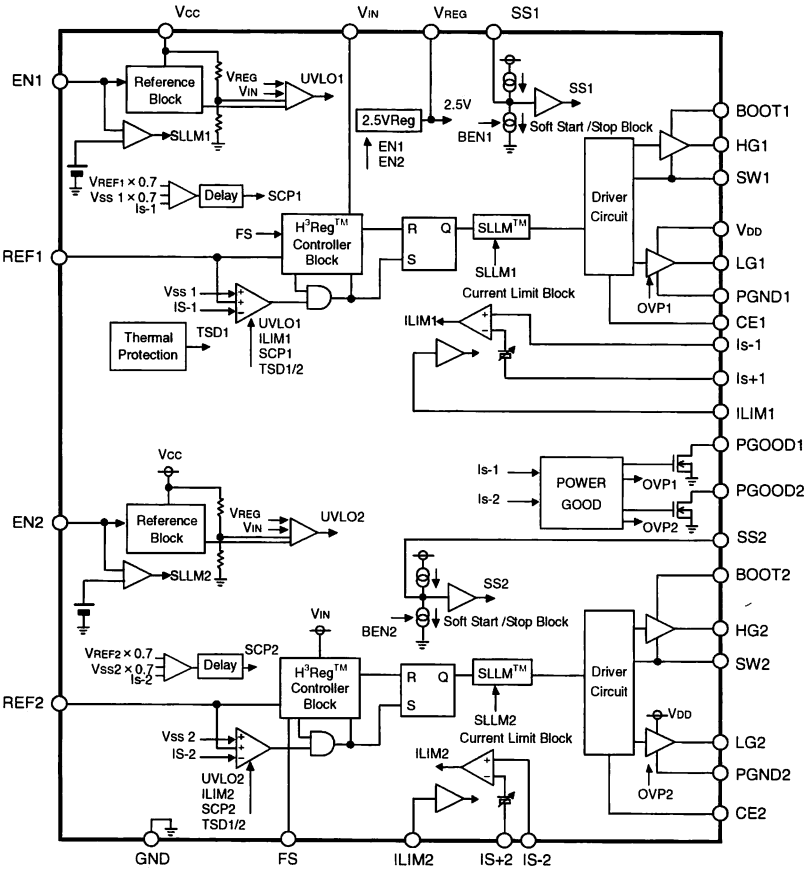 VCC
VIN
VREG
SS1
EN1
Reference
Block
VREG
VIN
UVLO1
SLLM1
2.5VReg
2.5V
EN1
EN2
SS1
BEN1
Soft Start /Stop Block
BOOT1
HG1
SW1
VREF1 × 0.7
VSS 1 × 0.7
IS-1
Delay
SCP1
Driver
Circuit
FS
H³Reg™
Controller
Block
R
Q
S
SLLM™
SLLM1
VDD
LG1
OVP1
PGND1
REF1
VSS 1
IS-1
+
+
−
UVLO1
ILIM1
SCP1
TSD1/2
Current Limit Block
ILIM1
+
−
CE1
IS-1
IS+1
ILIM1
Thermal
Protection
TSD1
IS-1
IS-2
POWER
GOOD
OVP1
OVP2
PGOOD1
PGOOD2
VCC
EN2
Reference
Block
VREG
VIN
UVLO2
SLLM2
SS2
SS2
BEN2
Soft Start /Stop Block
BOOT2
HG2
SW2
VREF2 × 0.7
VSS2 × 0.7
IS-2
Delay
SCP2
VIN
H³Reg™
Controller
Block
R
Q
S
SLLM™
SLLM2
Driver
Circuit
VDD
LG2
OVP2
PGND2
REF2
VSS 2
IS-2
+
+
−
UVLO2
ILIM2
SCP2
TSD1/2
Current Limit Block
ILIM2
+
−
CE2
GND
FS
ILIM2
IS+2
IS-2